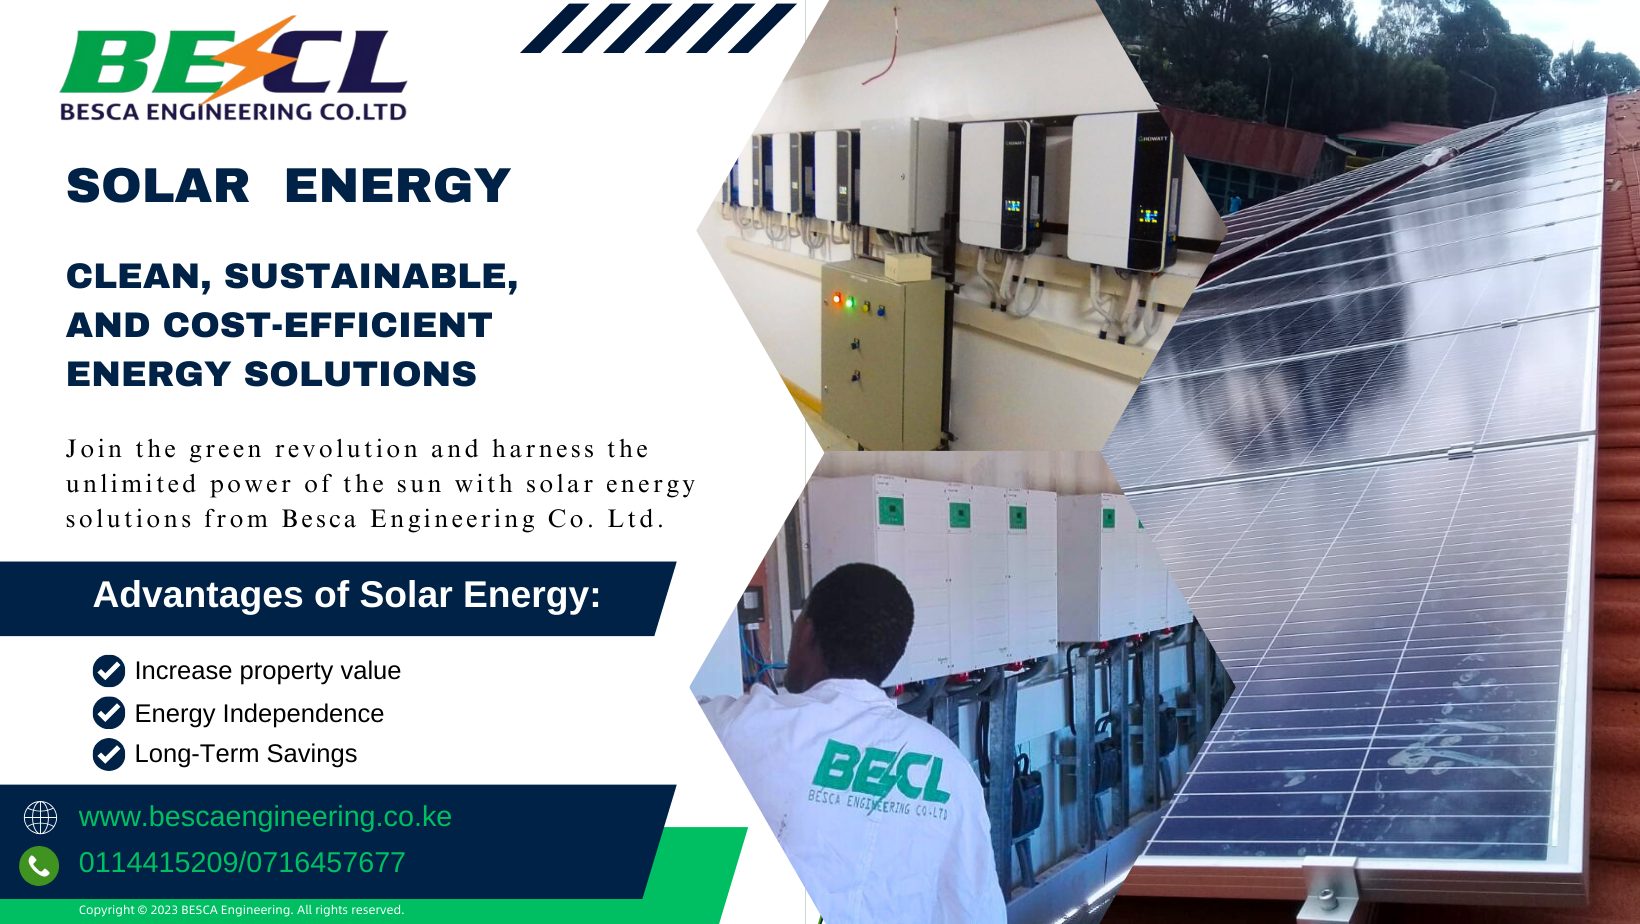 BESCL
BESCA ENGINEERING CO.LTD
SOLAR ENERGY
CLEAN, SUSTAINABLE,
AND COST-EFFICIENT
ENERGY SOLUTIONS
Join the green revolution and harness the
unlimited power of the sun with solar energy
solutions from Besca Engineering Co. Ltd.
Advantages of Solar Energy:
Increase property value
Energy Independence
Long-Term Savings
www.bescaengineering.co.ke
0114415209/0716457677
Copyright © 2023 BESCA Engineering. All rights reserved.
GROWATT
BESCL
BESCA ENGINEERING CO-LTD